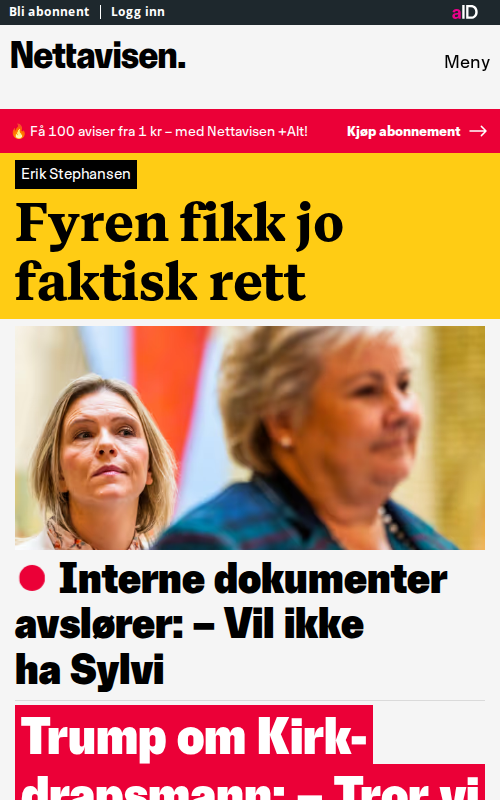 Bli abonnent | Logg inn
aID
Nettavisen.
Meny
🔥 Få 100 aviser fra 1 kr – med Nettavisen +Alt!
Kjøp abonnement →
Erik Stephansen
Fyren fikk jo
faktisk rett
Interne dokumenter
avslører: – Vil ikke
ha Sylvi
Trump om Kirk-
drapsmann: – Tror vi